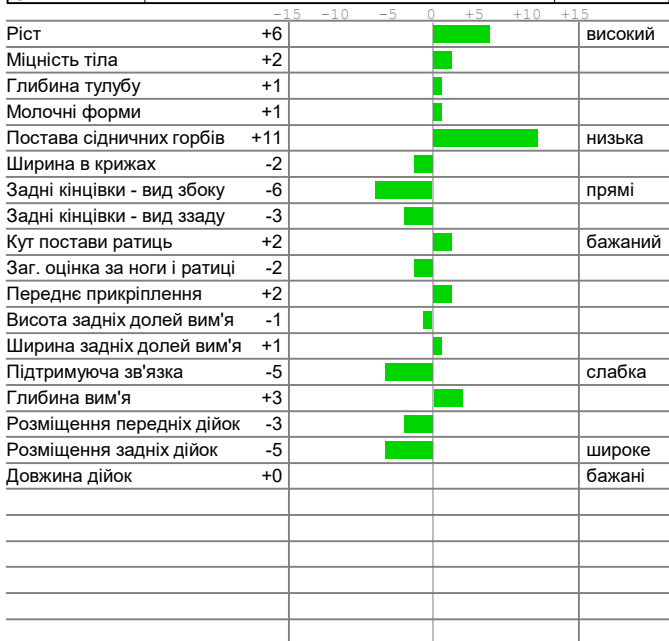 -15 -10 -5 0 +5 +10 +15
Ріст +6 високий
Міцність тіла +2
Глибина тулубу +1
Молочні форми +1
Постава сідничних горбів +11 низька
Ширина в крижах -2
Задні кінцівки - вид збоку -6 прямі
Задні кінцівки - вид ззаду -3
Кут постави ратиць +2 бажаний
Заг. оцінка за ноги і ратиці -2
Переднє прикріплення +2
Висота задніх долей вим'я -1
Ширина задніх долей вим'я +1
Підтримуюча зв'язка -5 слабка
Глибина вим'я +3
Розміщення передніх дійок -3
Розміщення задніх дійок -5 широке
Довжина дійок +0 бажані